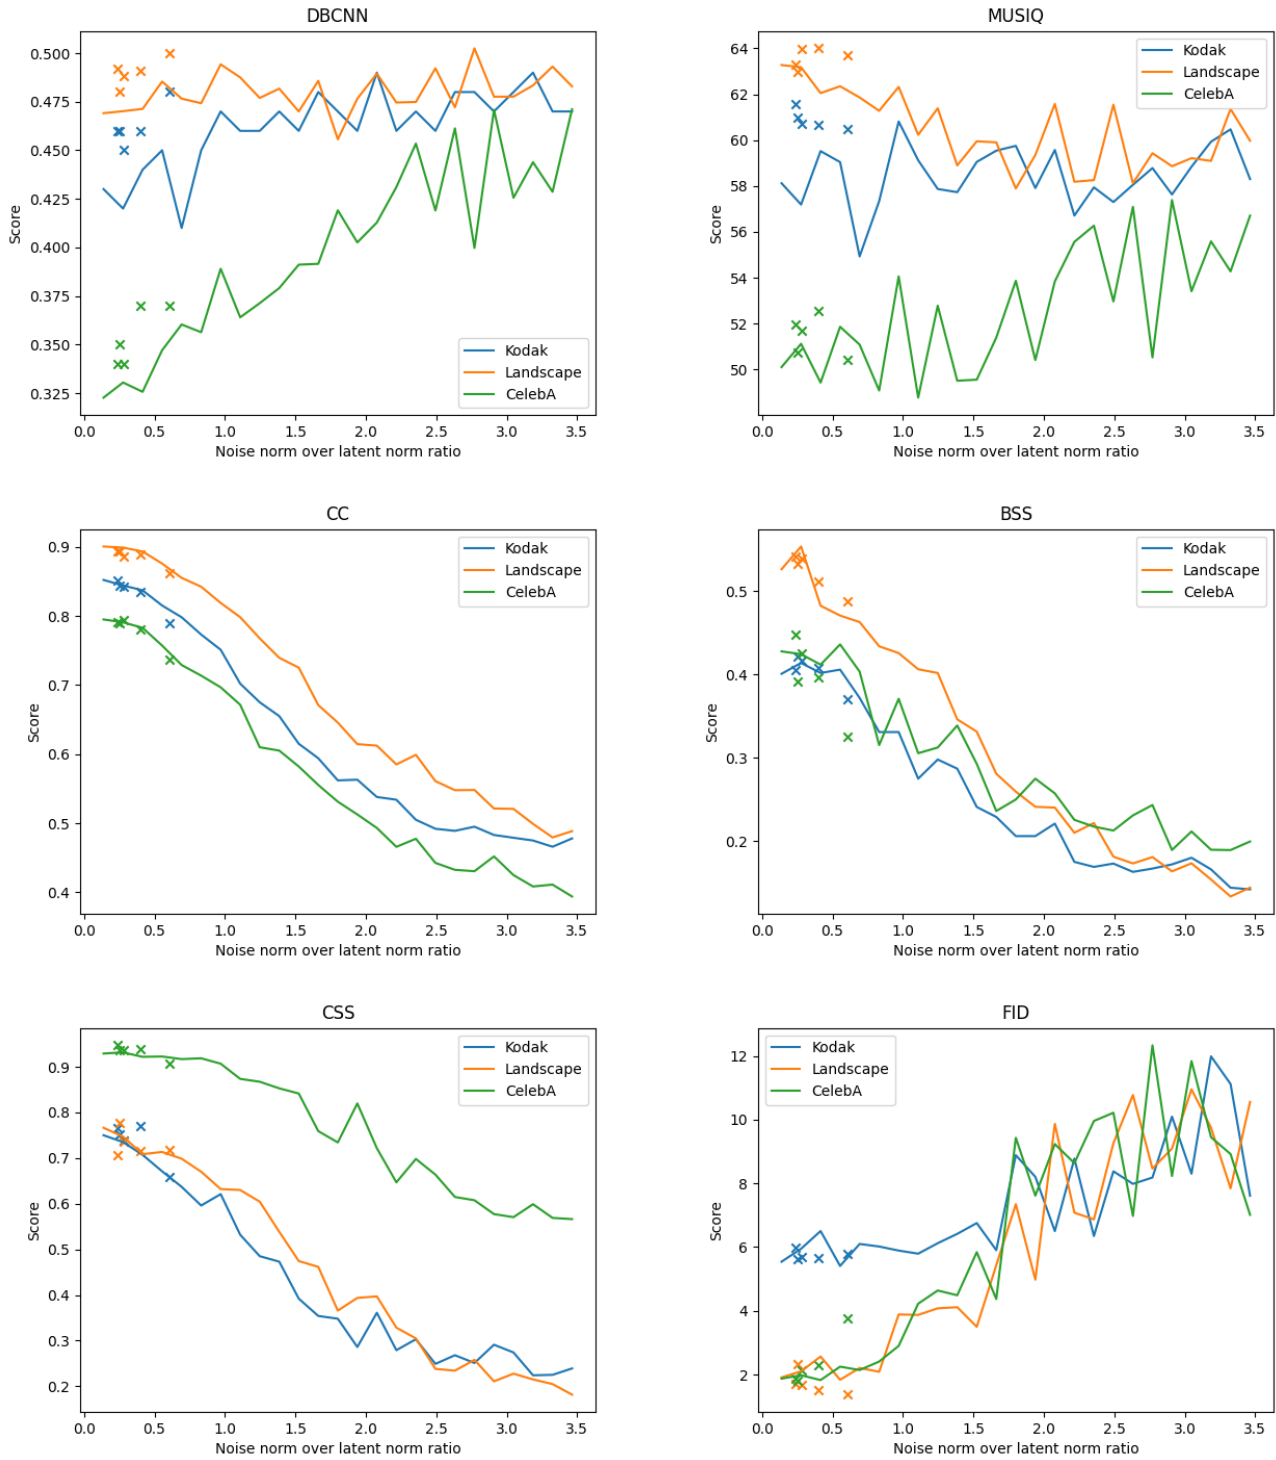 DBCNN
0.500
0.475
0.450
0.425
0.400
0.375
0.350
0.325
Score
0.0 0.5 1.0 1.5 2.0 2.5 3.0 3.5
Noise norm over latent norm ratio
Kodak
Landscape
CelebA
MUSIQ
64
62
60
58
56
54
52
50
Score
0.0 0.5 1.0 1.5 2.0 2.5 3.0 3.5
Noise norm over latent norm ratio
Kodak
Landscape
CelebA
CC
0.9
0.8
0.7
0.6
0.5
0.4
Score
0.0 0.5 1.0 1.5 2.0 2.5 3.0 3.5
Noise norm over latent norm ratio
Kodak
Landscape
CelebA
BSS
0.5
0.4
0.3
0.2
Score
0.0 0.5 1.0 1.5 2.0 2.5 3.0 3.5
Noise norm over latent norm ratio
Kodak
Landscape
CelebA
CSS
0.9
0.8
0.7
0.6
0.5
0.4
0.3
0.2
Score
0.0 0.5 1.0 1.5 2.0 2.5 3.0 3.5
Noise norm over latent norm ratio
Kodak
Landscape
CelebA
FID
12
10
8
6
4
2
Score
0.0 0.5 1.0 1.5 2.0 2.5 3.0 3.5
Noise norm over latent norm ratio
Kodak
Landscape
CelebA